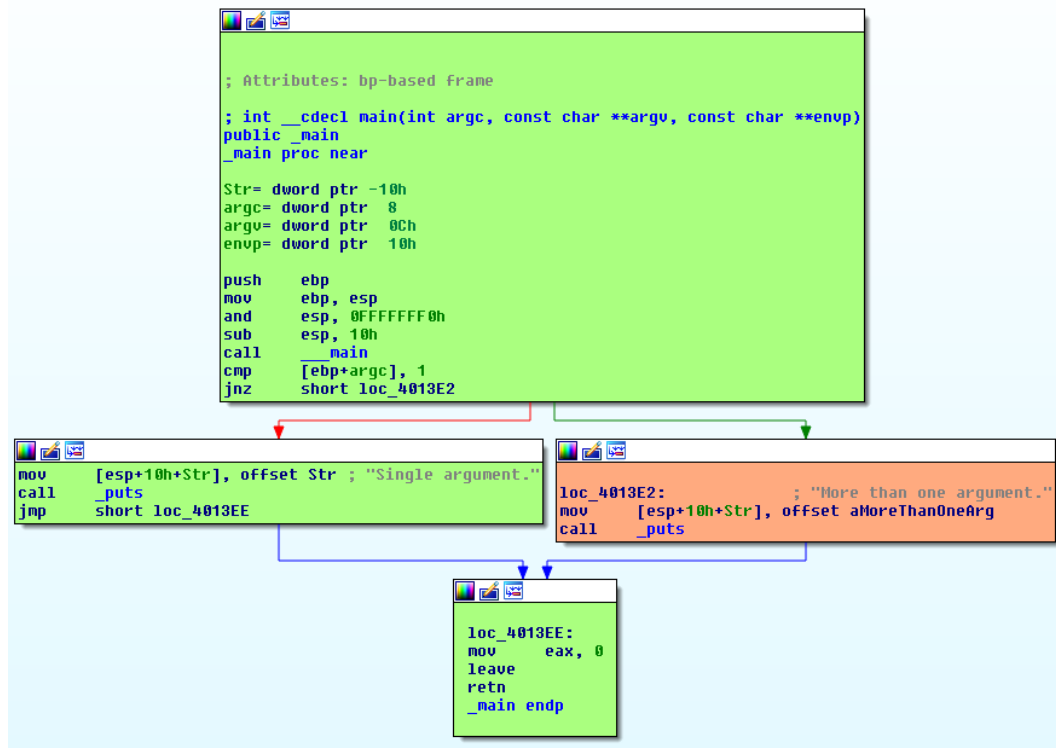 ; Attributes: bp-based frame
; int __cdecl main(int argc, const char **argv, const char **envp)
public _main
_main proc near
Str= dword ptr -10h
argc= dword ptr  8
argv= dword ptr  0Ch
envp= dword ptr  10h
push    ebp
mov     ebp, esp
and     esp, 0FFFFFFF0h
sub     esp, 10h
call    ___main
cmp     [ebp+argc], 1
jnz     short loc_4013E2
mov     [esp+10h+Str], offset Str ; "Single argument."
call    _puts
jmp     short loc_4013EE
loc_4013E2:             ; "More than one argument."
mov     [esp+10h+Str], offset aMoreThanOneArg
call    _puts
loc_4013EE:
mov     eax, 0
leave
retn
_main endp